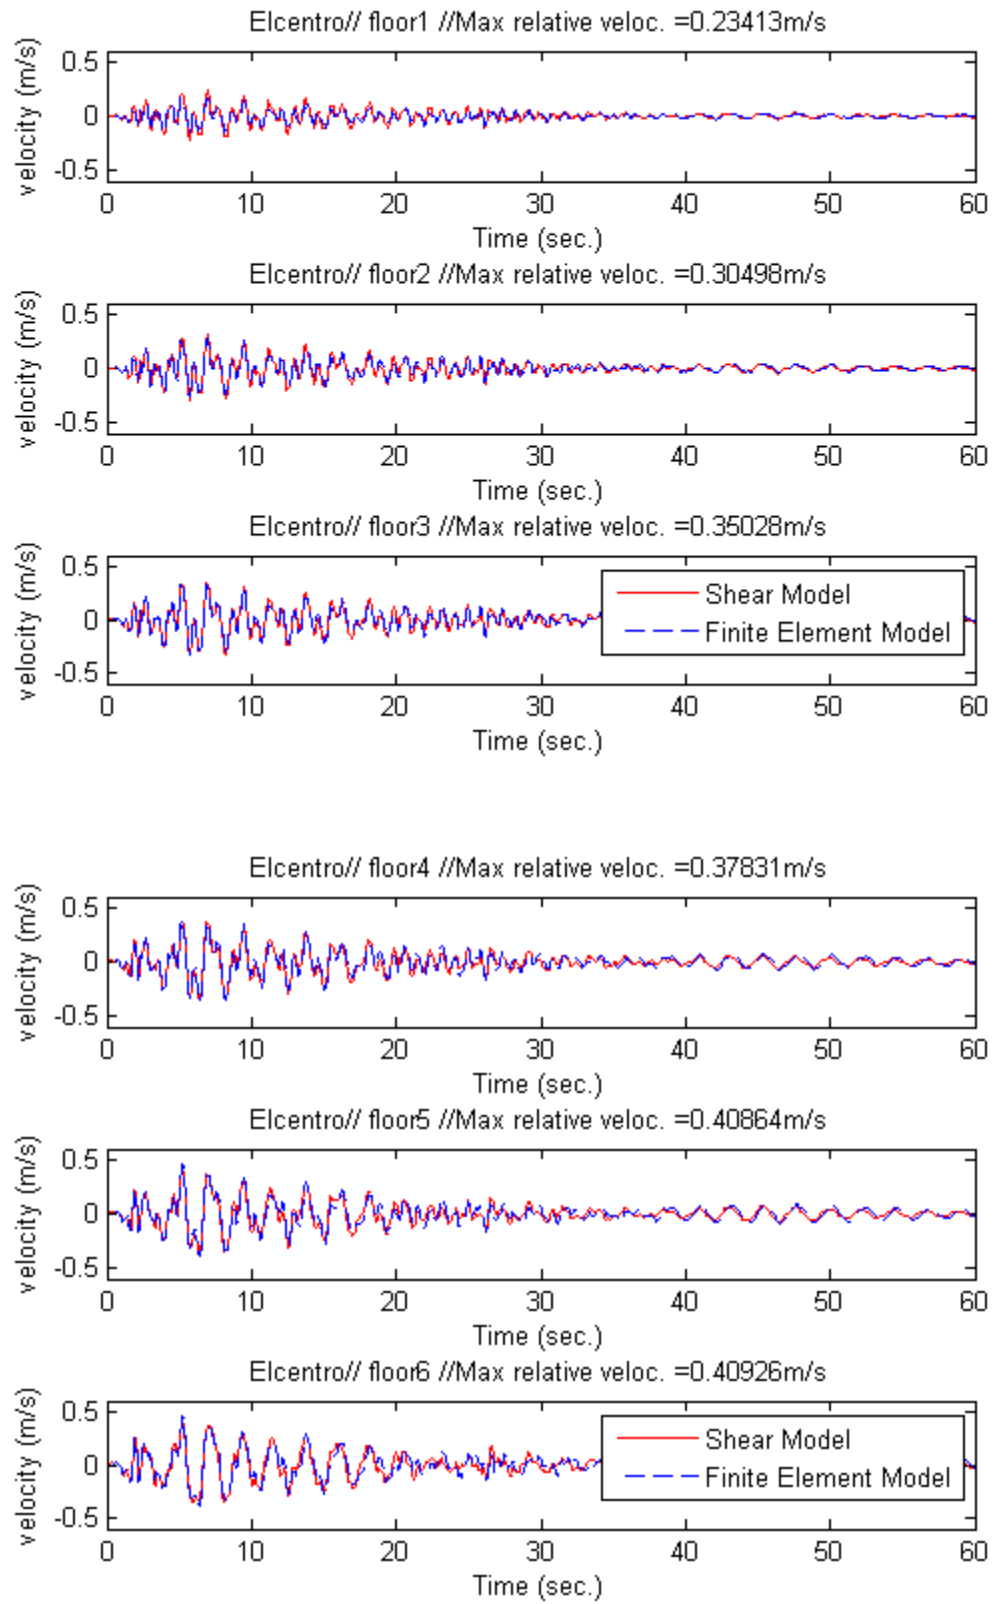 Elcentro// floor1 //Max relative veloc. =0.23413m/s
velocity (m/s)
0.5
0
-0.5
0 10 20 30 40 50 60
Time (sec.)
Elcentro// floor2 //Max relative veloc. =0.30498m/s
velocity (m/s)
0.5
0
-0.5
0 10 20 30 40 50 60
Time (sec.)
Elcentro// floor3 //Max relative veloc. =0.35028m/s
velocity (m/s)
0.5
0
-0.5
Shear Model
Finite Element Model
0 10 20 30 40 50 60
Time (sec.)
Elcentro// floor4 //Max relative veloc. =0.37831m/s
velocity (m/s)
0.5
0
-0.5
0 10 20 30 40 50 60
Time (sec.)
Elcentro// floor5 //Max relative veloc. =0.40864m/s
velocity (m/s)
0.5
0
-0.5
0 10 20 30 40 50 60
Time (sec.)
Elcentro// floor6 //Max relative veloc. =0.40926m/s
velocity (m/s)
0.5
0
-0.5
Shear Model
Finite Element Model
0 10 20 30 40 50 60
Time (sec.)